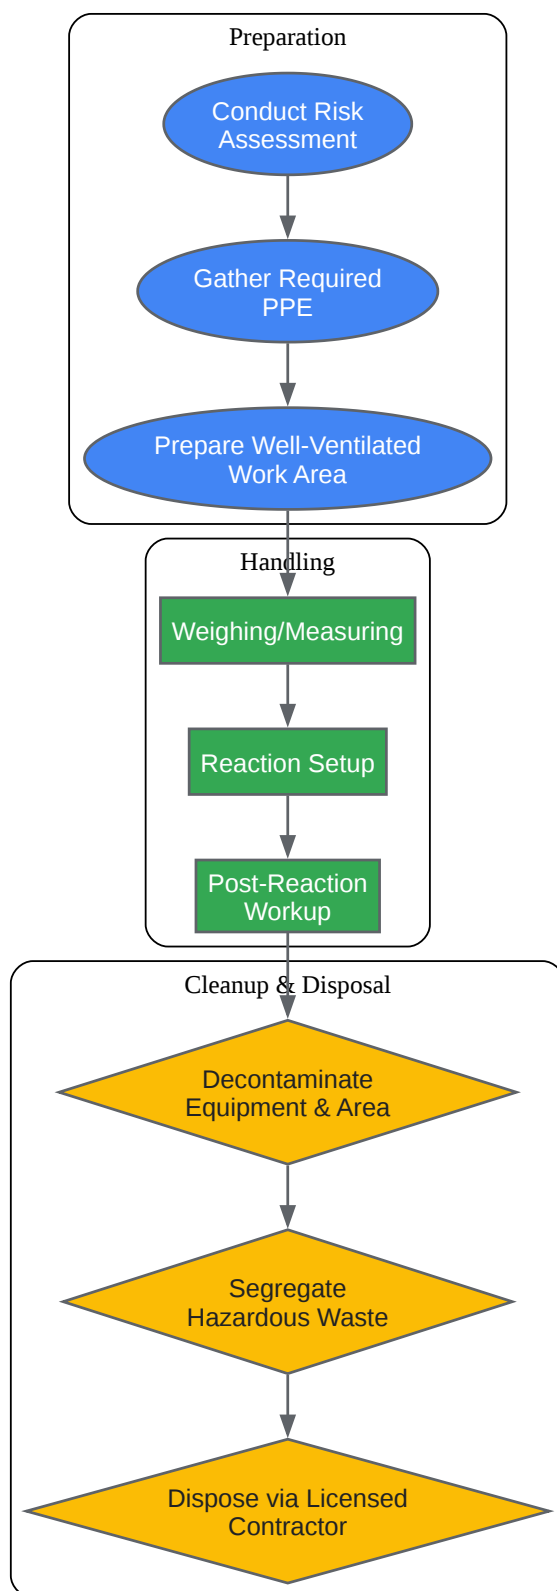 Preparation
Conduct Risk
Assessment
Gather Required
PPE
Prepare Well-Ventilated
Work Area
Handling
Weighing/Measuring
Reaction Setup
Post-Reaction
Workup
Cleanup & Disposal
Decontaminate
Equipment & Area
Segregate
Hazardous Waste
Dispose via Licensed
Contractor